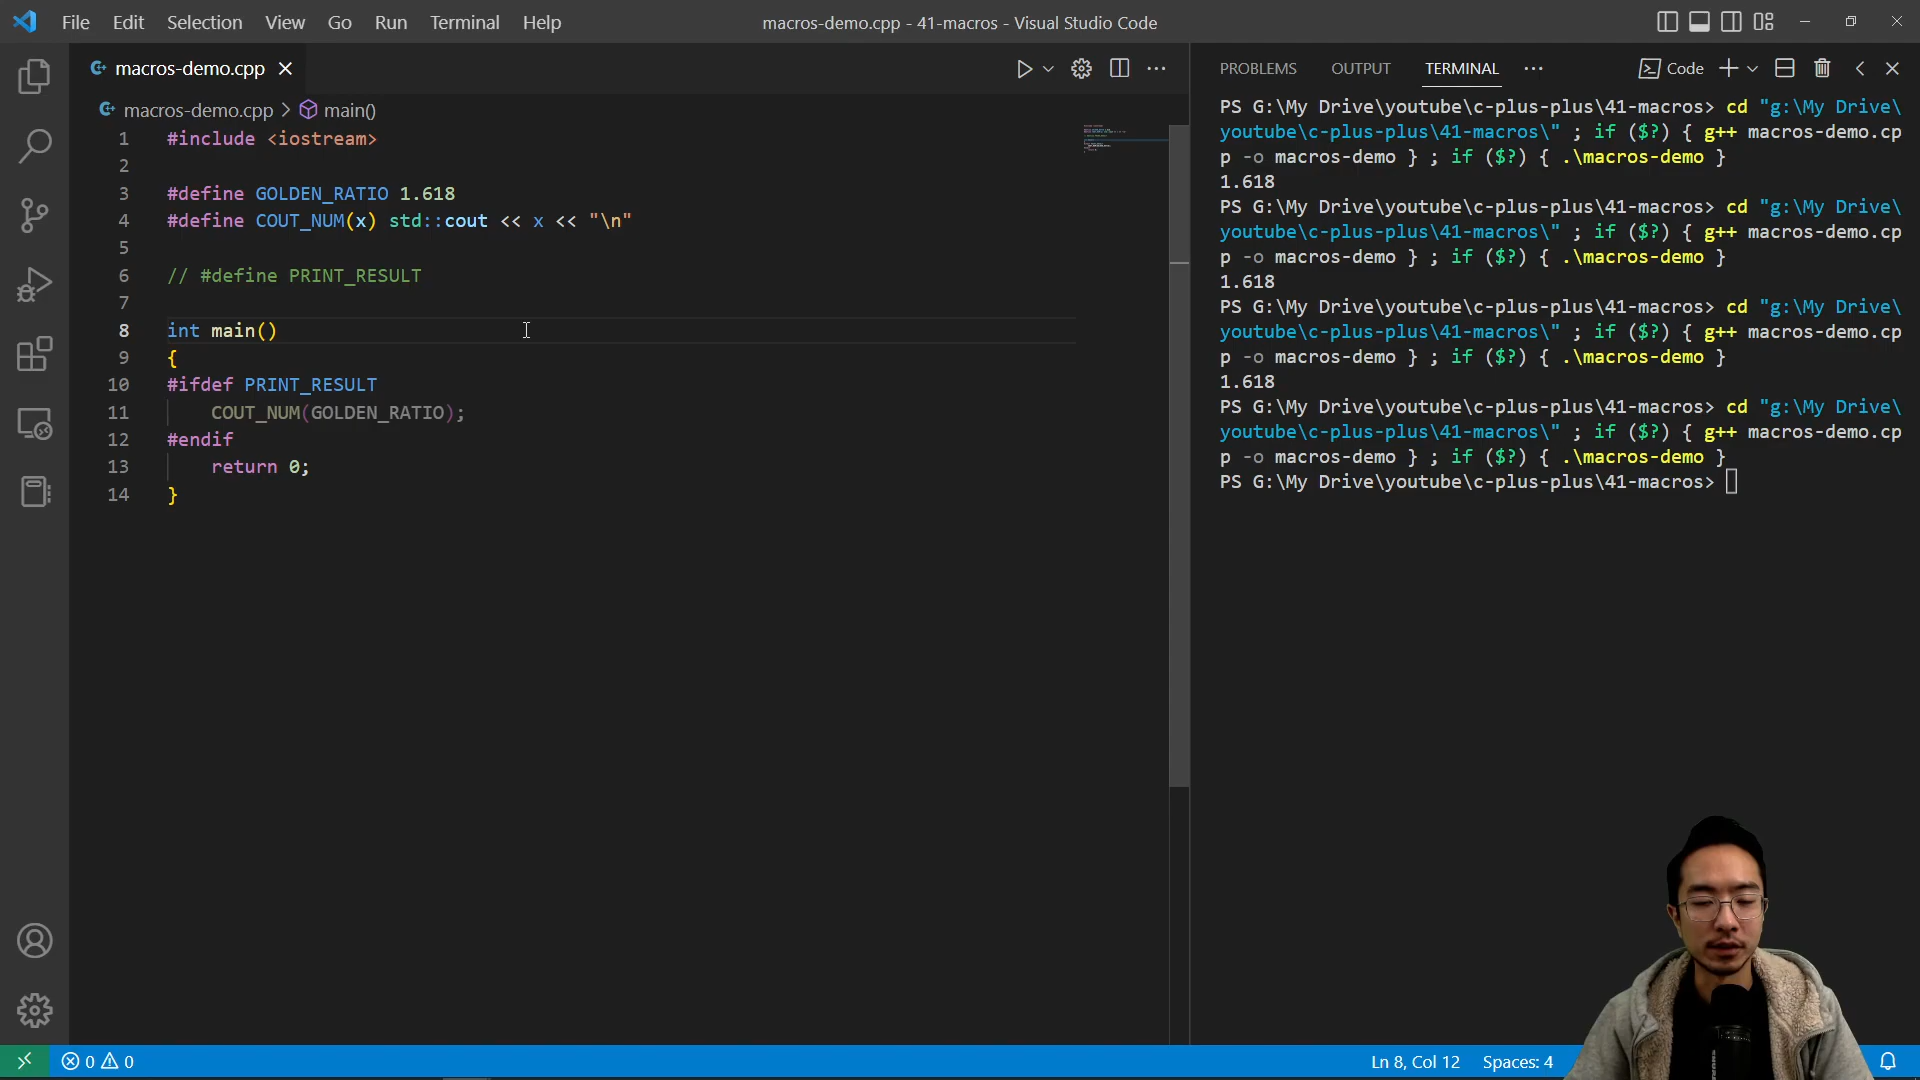 File Edit Selection View Go Run Terminal Help
macros-demo.cpp - 41-macros - Visual Studio Code
macros-demo.cpp
macros-demo.cpp > main()
1 #include <iostream>
2
3 #define GOLDEN_RATIO 1.618
4 #define COUT_NUM(x) std::cout << x << "\n"
5
6 // #define PRINT_RESULT
7
8 int main()
9 {
10 #ifdef PRINT_RESULT
11 COUT_NUM(GOLDEN_RATIO);
12 #endif
13 return 0;
14 }
PROBLEMS OUTPUT TERMINAL
Code
PS G:\My Drive\youtube\c-plus-plus\41-macros> cd "g:\My Drive\
youtube\c-plus-plus\41-macros\" ; if ($?) { g++ macros-demo.cp
p -o macros-demo } ; if ($?) { .\macros-demo }
1.618
PS G:\My Drive\youtube\c-plus-plus\41-macros> cd "g:\My Drive\
youtube\c-plus-plus\41-macros\" ; if ($?) { g++ macros-demo.cp
p -o macros-demo } ; if ($?) { .\macros-demo }
1.618
PS G:\My Drive\youtube\c-plus-plus\41-macros> cd "g:\My Drive\
youtube\c-plus-plus\41-macros\" ; if ($?) { g++ macros-demo.cp
p -o macros-demo } ; if ($?) { .\macros-demo }
1.618
PS G:\My Drive\youtube\c-plus-plus\41-macros> cd "g:\My Drive\
youtube\c-plus-plus\41-macros\" ; if ($?) { g++ macros-demo.cp
p -o macros-demo } ; if ($?) { .\macros-demo }
PS G:\My Drive\youtube\c-plus-plus\41-macros>
0 0
Ln 8, Col 12 Spaces: 4